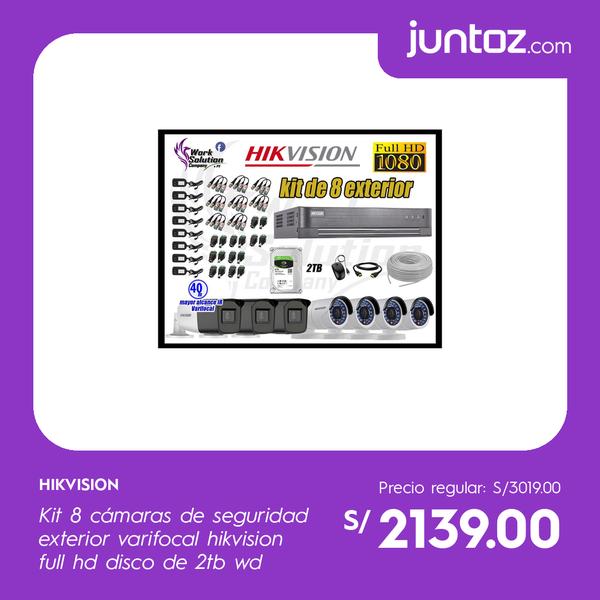 juntoz.com
Work
Solution
Company
HIKVISION
Full HD
1080
Kit de 8 exterior
2TB
40
mayor alcance IR
Varifocal
HIKVISION
Kit 8 cámaras de seguridad
exterior varifocal hikvision
full hd disco de 2tb wd
Precio regular: S/3019.00
S/ 2139.00